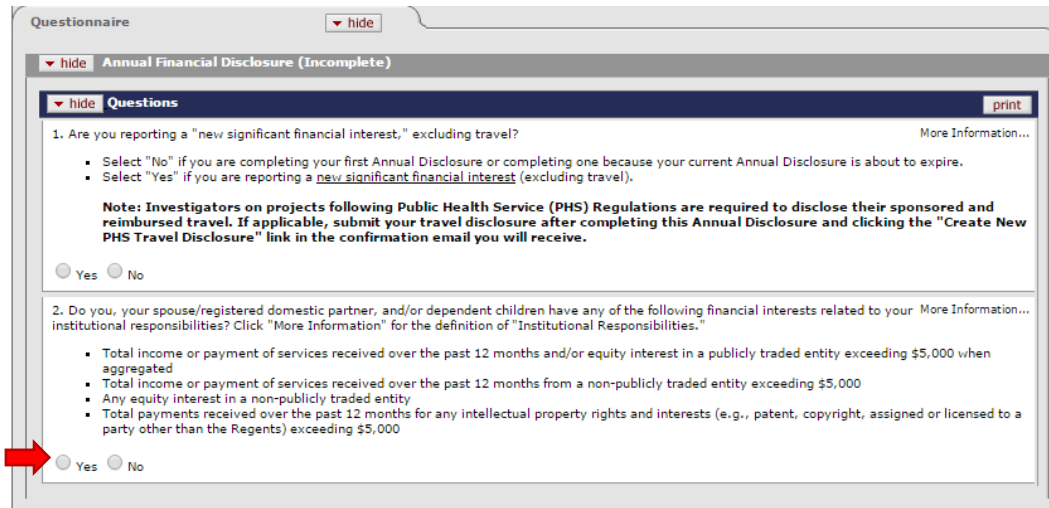 Questionnaire
hide
hide Annual Financial Disclosure (Incomplete)
hide Questions
print
1. Are you reporting a "new significant financial interest," excluding travel?
More Information...
Select "No" if you are completing your first Annual Disclosure or completing one because your current Annual Disclosure is about to expire.
Select "Yes" if you are reporting a new significant financial interest (excluding travel).
Note: Investigators on projects following Public Health Service (PHS) Regulations are required to disclose their sponsored and
reimbursed travel. If applicable, submit your travel disclosure after completing this Annual Disclosure and clicking the "Create New
PHS Travel Disclosure" link in the confirmation email you will receive.
Yes No
2. Do you, your spouse/registered domestic partner, and/or dependent children have any of the following financial interests related to your
More Information...
institutional responsibilities? Click "More Information" for the definition of "Institutional Responsibilities."
Total income or payment of services received over the past 12 months and/or equity interest in a publicly traded entity exceeding $5,000 when
aggregated
Total income or payment of services received over the past 12 months from a non-publicly traded entity exceeding $5,000
Any equity interest in a non-publicly traded entity
Total payments received over the past 12 months for any intellectual property rights and interests (e.g., patent, copyright, assigned or licensed to a
party other than the Regents) exceeding $5,000
Yes No